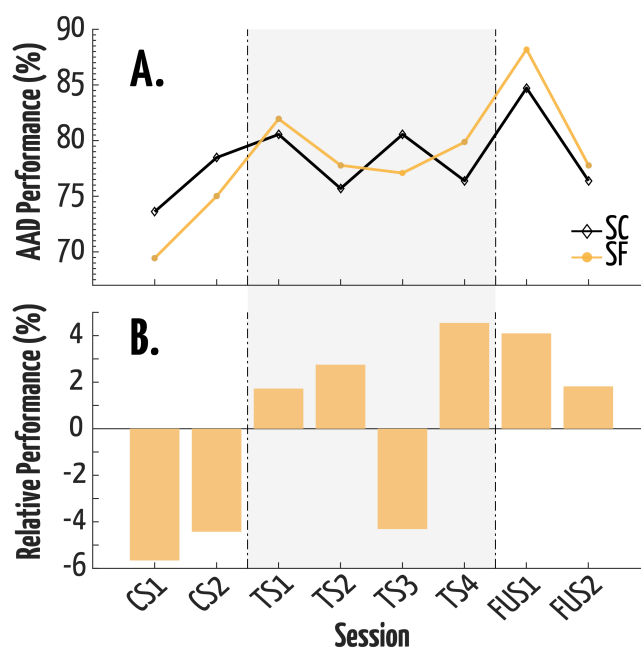 A.
AAD Performance (%)
90
85
80
75
70
SC
SF
B.
Relative Performance (%)
4
2
0
-2
-4
-6
CS1 CS2 TS1 TS2 TS3 TS4 FUS1 FUS2
Session